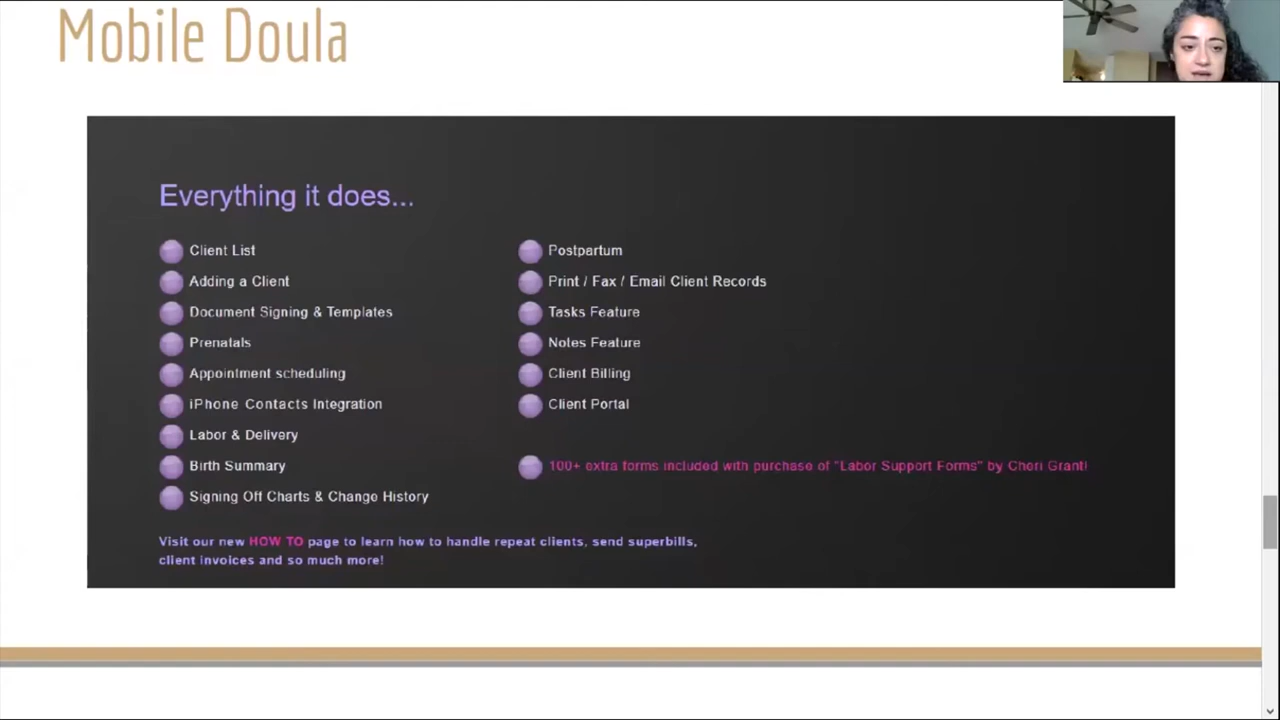 Mobile Doula
Everything it does...
Client List
Adding a Client
Document Signing & Templates
Prenatals
Appointment scheduling
iPhone Contacts Integration
Labor & Delivery
Birth Summary
Signing Off Charts & Change History
Postpartum
Print / Fax / Email Client Records
Tasks Feature
Notes Feature
Client Billing
Client Portal
100+ extra forms included with purchase of "Labor Support Forms" by Cheri Grant!
Visit our new HOW TO page to learn how to handle repeat clients, send superbills,
client invoices and so much more!